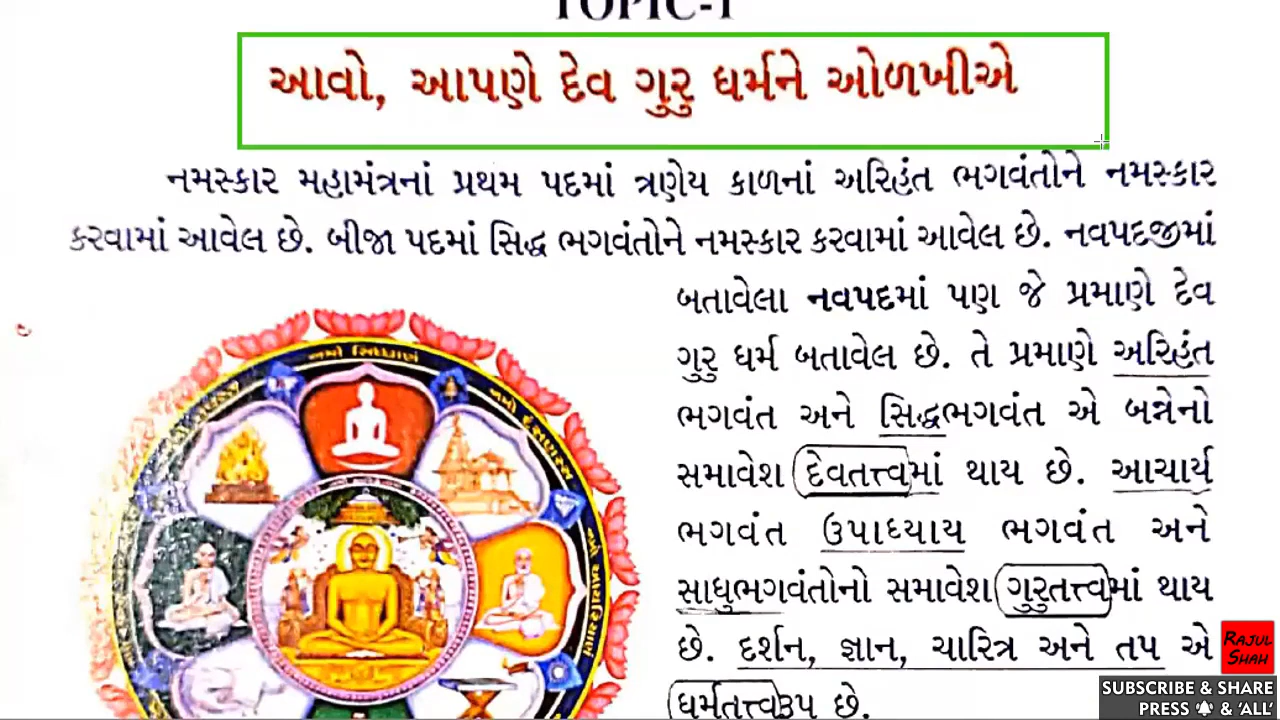 TOPIC-1
આવો, આપણે દેવ ગુરુ ધર્મને ઓળખીએ
નમસ્કાર મહામંત્રનાં પ્રથમ પદમાં ત્રણેય કાળનાં અરિહંત ભગવંતોને નમસ્કાર
કરવામાં આવેલ છે. બીજા પદમાં સિદ્ધ ભગવંતોને નમસ્કાર કરવામાં આવેલ છે. નવપદજીમાં
બતાવેલા નવપદમાં પણ જે પ્રમાણે દેવ
ગુરુ ધર્મ બતાવેલ છે. તે પ્રમાણે અરિહંત
ભગવંત અને સિદ્ધભગવંત એ બન્નેનો
સમાવેશ દેવતત્ત્વમાં થાય છે. આચાર્ય
ભગવંત ઉપાધ્યાય ભગવંત અને
સાધુભગવંતોનો સમાવેશ ગુરુતત્ત્વમાં થાય
છે. દર્શન, જ્ઞાન, ચારિત્ર અને તપ એ
ધર્મતત્ત્વરૂપ છે.
નમો સિધ્ધાણં
RAJUL
SHAH
SUBSCRIBE & SHARE
PRESS & 'ALL'